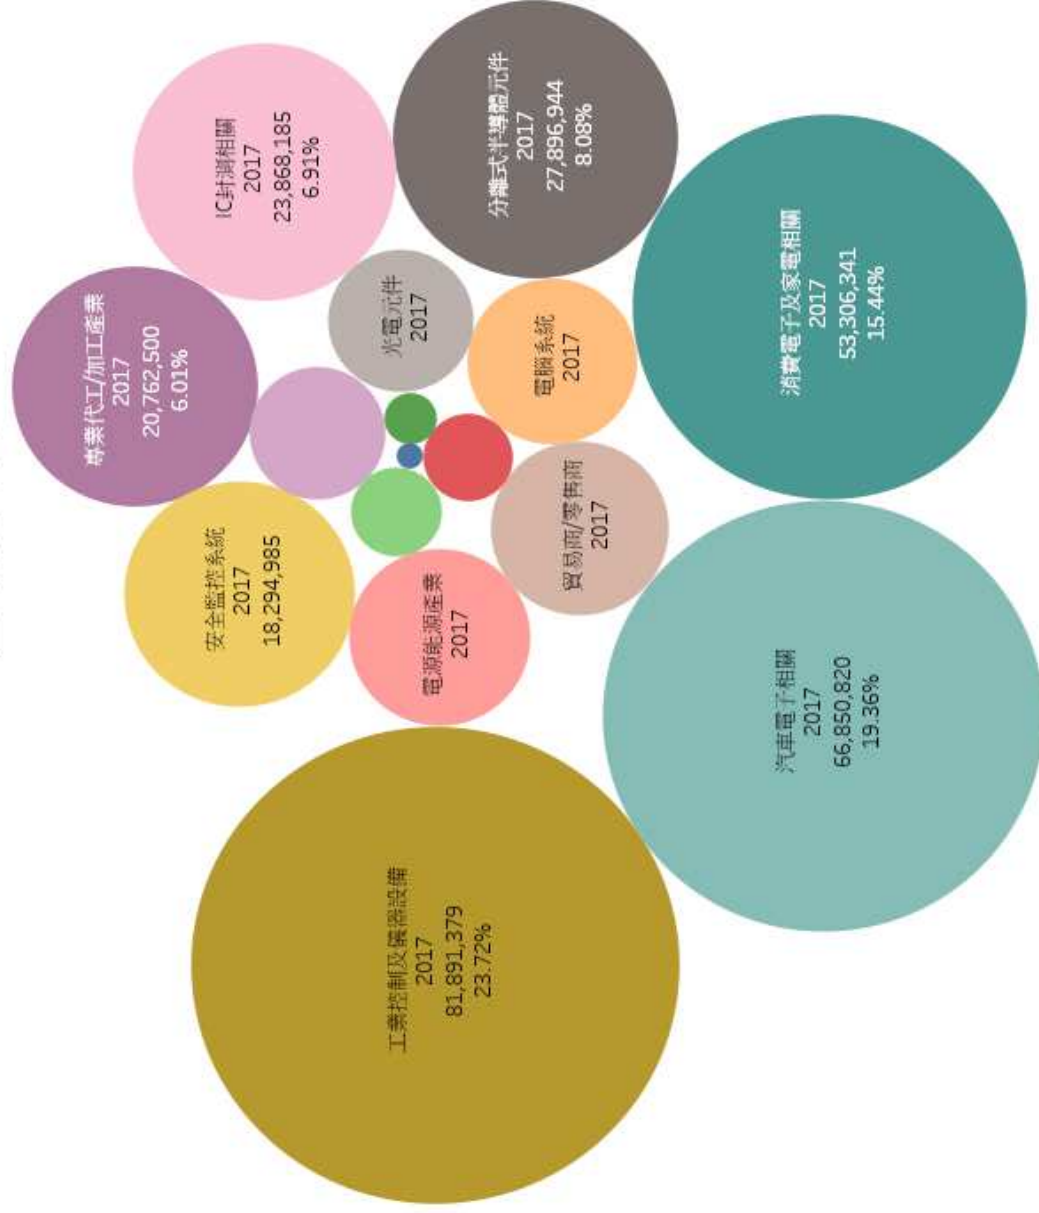 工業控制及儀器設備
2017
81,891,379
23.72%
汽車電子相關
2017
66,850,820
19.36%
消費電子及家電相關
2017
53,306,341
15.44%
分離式半導體元件
2017
27,896,944
8.08%
IC封測相關
2017
23,868,185
6.91%
專業代工/加工產業
2017
20,762,500
6.01%
安全監控系統
2017
18,294,985
電源能源產業
2017
貿易商/零售商
2017
電腦系統
2017
光電元件
2017